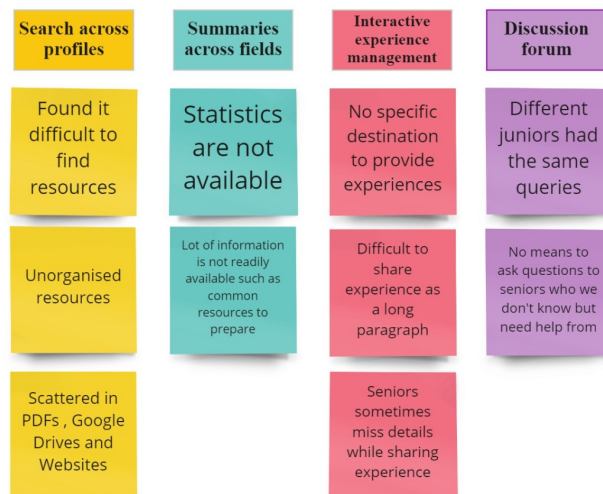 Search across
profiles
Summaries
across fields
Interactive
experience
management
Discussion
forum
Found it
difficult to
find
resources
Statistics
are not
available
No specific
destination
to provide
experiences
Different
juniors had
the same
queries
Unorganised
resources
Lot of information
is not readily
available such as
common
resources to
prepare
Difficult to
share
experience as
a long
paragraph
No means to
ask questions to
seniors who we
don't know but
need help from
Scattered in
PDFs , Google
Drives and
Websites
Seniors
sometimes
miss details
while sharing
experience